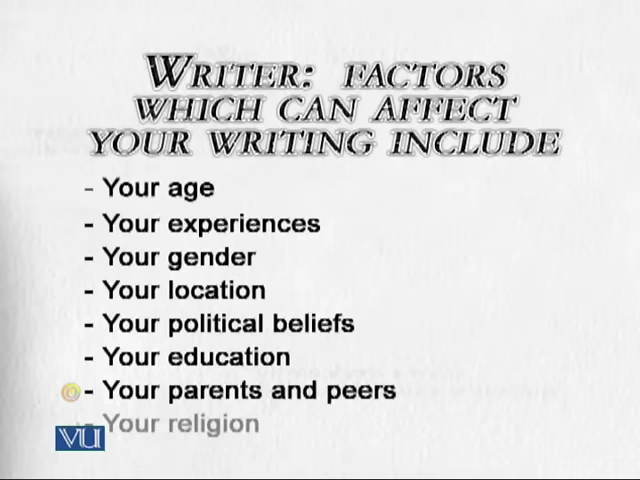 WRITER: FACTORS
WHICH CAN AFFECT
YOUR WRITING INCLUDE
- Your age
- Your experiences
- Your gender
- Your location
- Your political beliefs
- Your education
- Your parents and peers
- Your religion
VU